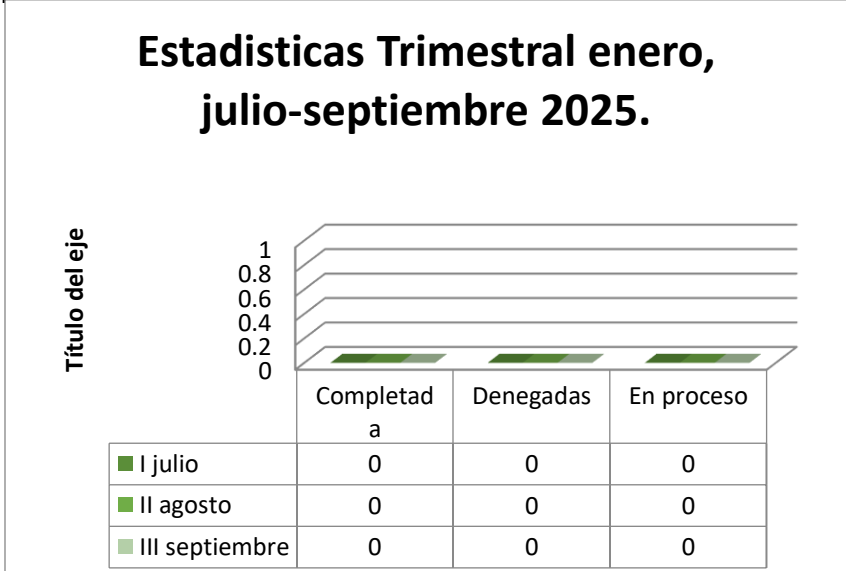 Estadisticas Trimestral enero,
julio-septiembre 2025.
Título del eje
1
0.8
0.6
0.4
0.2
0
Completad
a
Denegadas
En proceso
I julio 0 0 0
II agosto 0 0 0
III septiembre 0 0 0